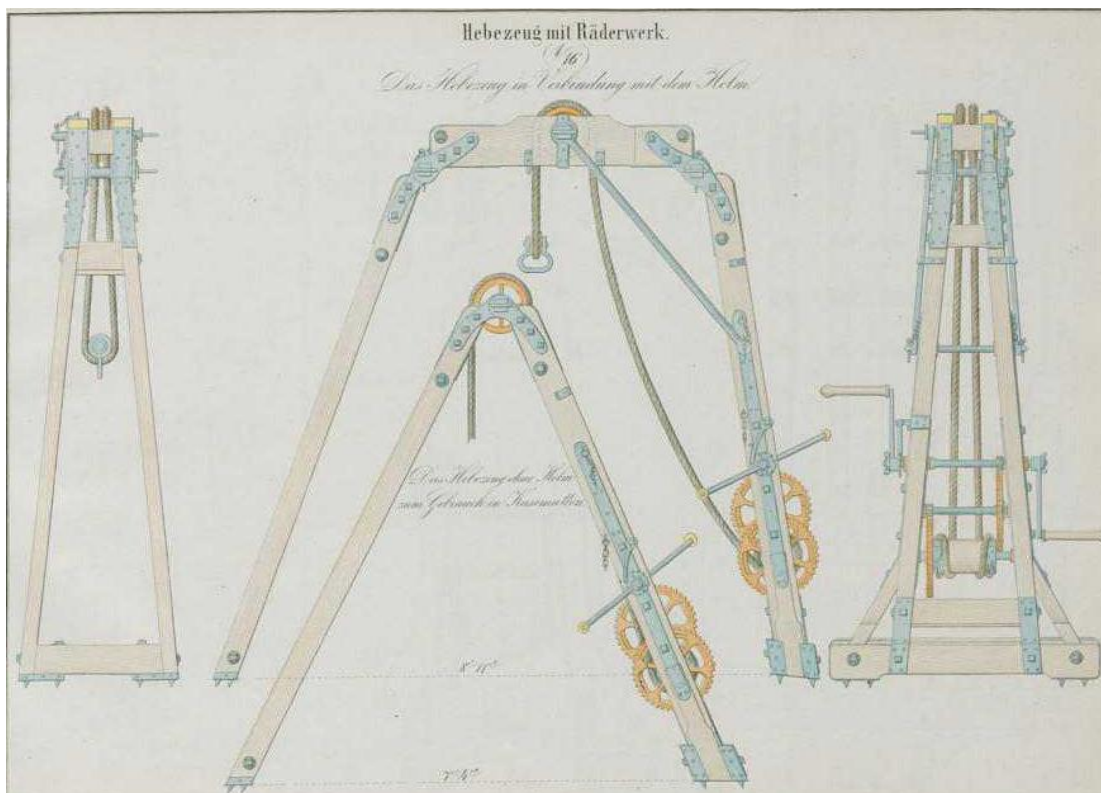 Hebezeug mit Räderwerk.
(1/16)
Das Hebezeug in Verbindung mit dem Holm.
Das Hebezeug ohne Holm
zum Gebrauch in Kasematten.